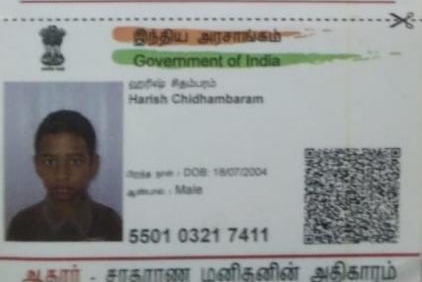 இந்திய அரசாங்கம்
Government of India
ஹரிஷ் சிதம்பரம்
Harish Chidhambaram
பிறந்த நாள் : DOB: 18/07/2004
ஆண்பால் : Male
5501 0321 7411
ஆதார் - சாதாரண மனிதனின் அதிகாரம்